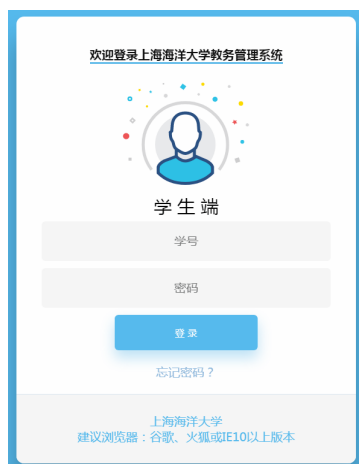 欢迎登录上海海洋大学教务管理系统
学生端
学号
密码
登录
忘记密码？
上海海洋大学
建议浏览器：谷歌、火狐或IE10以上版本